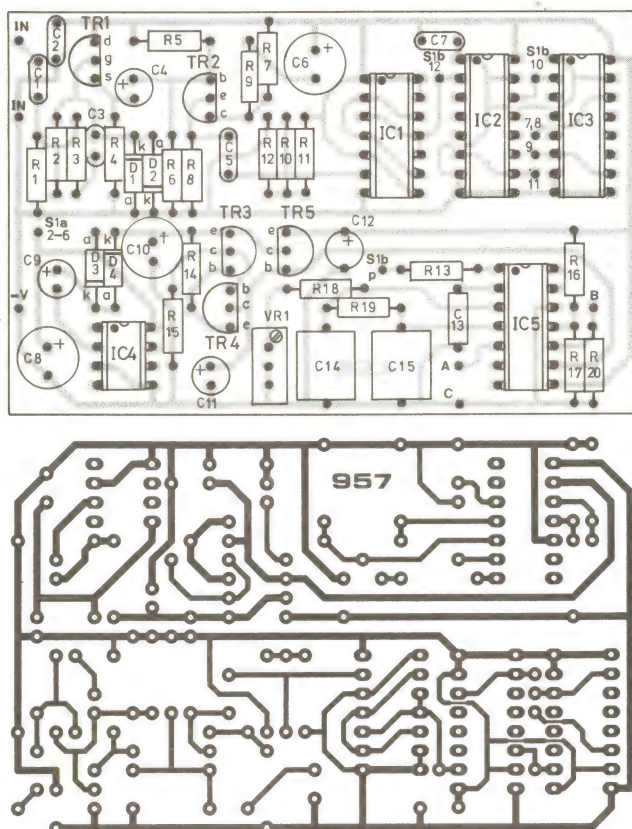 IN
C2
TR1
d
g
s
R5
TR2
b
e
c
C4
R9
R7
C6
C7
S1b
12
S1b
10
C1
IN
IC1
IC2
IC3
7,8
9
11
C3
R1
R2
R3
R4
k
a
D1
D2
a
k
R6
R8
C5
R12
R10
R11
S1a
2-6
a
k
D3
D4
k
a
C10
R14
TR3
e
c
b
TR5
e
c
b
C12
S1b
p
R13
R16
C9
-V
R18
R19
C13
IC5
B
C8
IC4
R15
TR4
b
c
e
VR1
C14
C15
A
R17
R20
C11
C
957